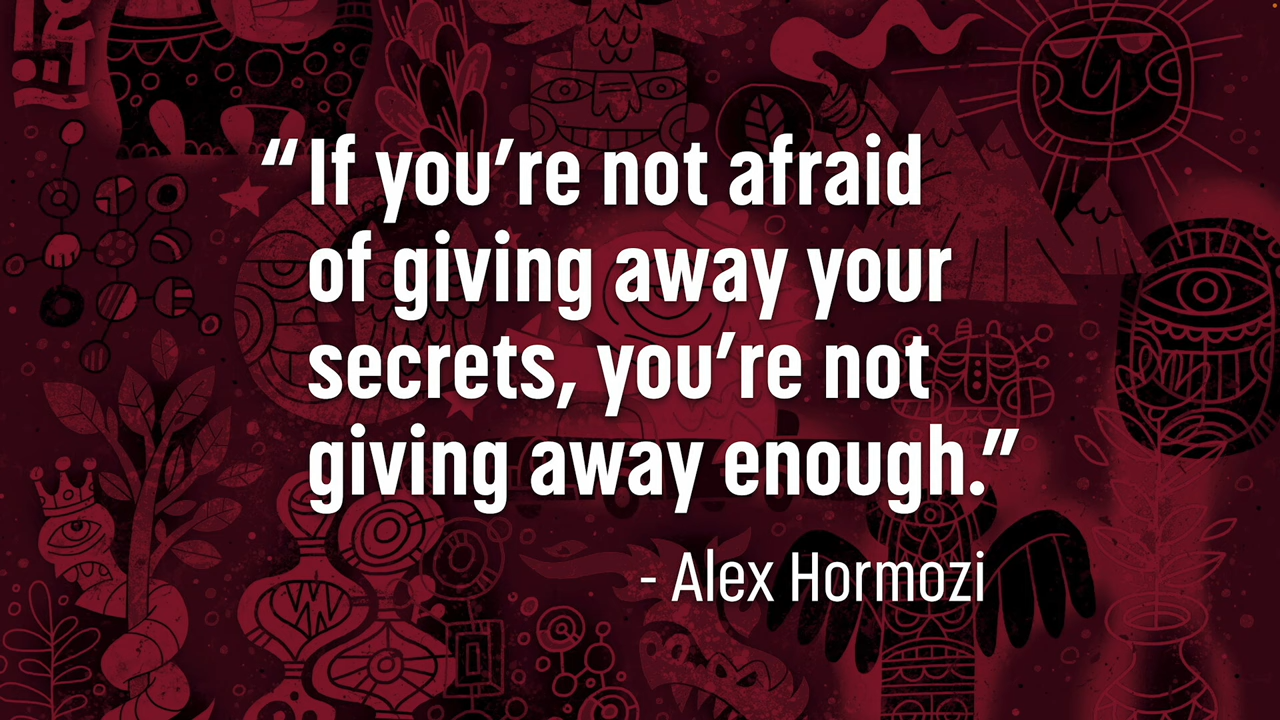 “If you’re not afraid
of giving away your
secrets, you’re not
giving away enough.”
- Alex Hormozi